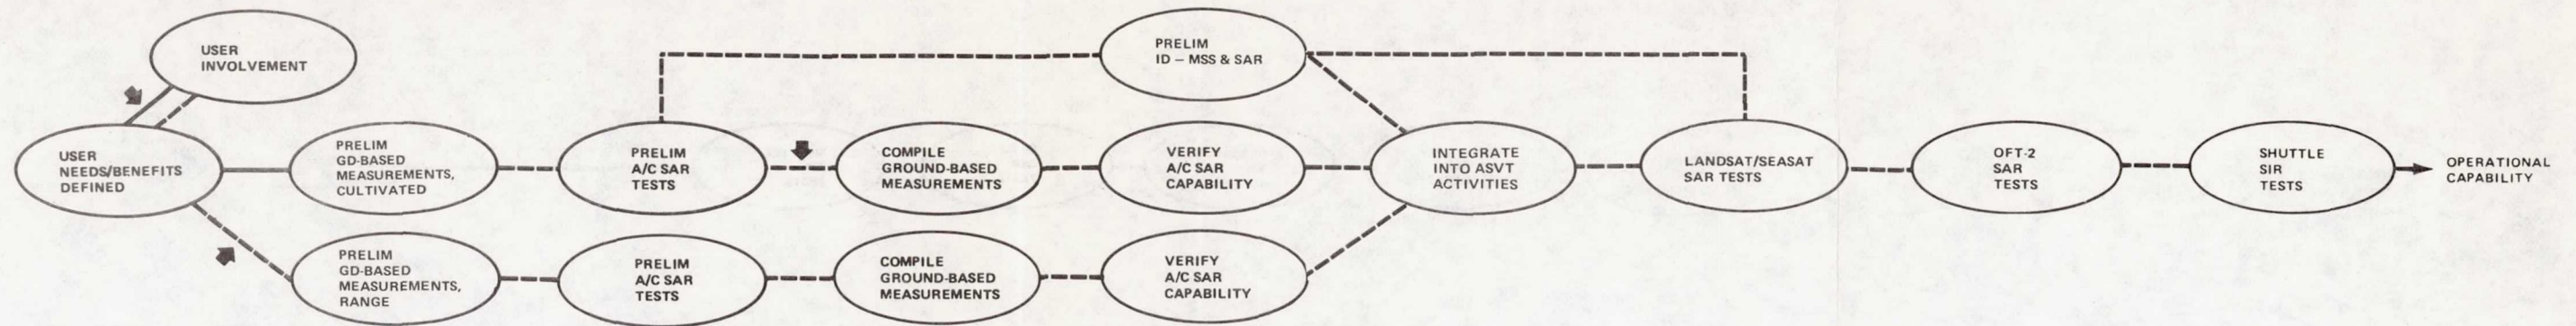 USER
INVOLVEMENT
PRELIM
ID – MSS & SAR
USER
NEEDS/BENEFITS
DEFINED
PRELIM
GD-BASED
MEASUREMENTS,
CULTIVATED
PRELIM
A/C SAR
TESTS
COMPILE
GROUND-BASED
MEASUREMENTS
VERIFY
A/C SAR
CAPABILITY
INTEGRATE
INTO ASVT
ACTIVITIES
LANDSAT/SEASAT
SAR TESTS
OFT-2
SAR
TESTS
SHUTTLE
SIR
TESTS
OPERATIONAL
CAPABILITY
PRELIM
GD-BASED
MEASUREMENTS,
RANGE
PRELIM
A/C SAR
TESTS
COMPILE
GROUND-BASED
MEASUREMENTS
VERIFY
A/C SAR
CAPABILITY